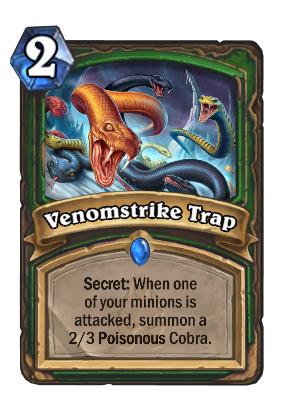 2
Venomstrike Trap
Secret: When one
of your minions is
attacked, summon a
2/3 Poisonous Cobra.